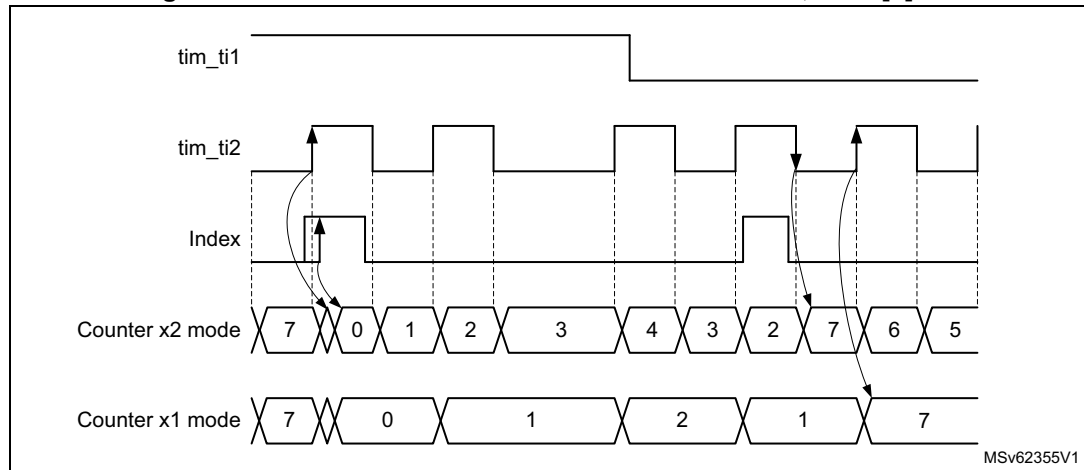 tim_ti1
tim_ti2
Index
Counter x2 mode 7 0 1 2 3 4 3 2 7 6 5
Counter x1 mode 7 0 1 2 1 7
MSv62355V1